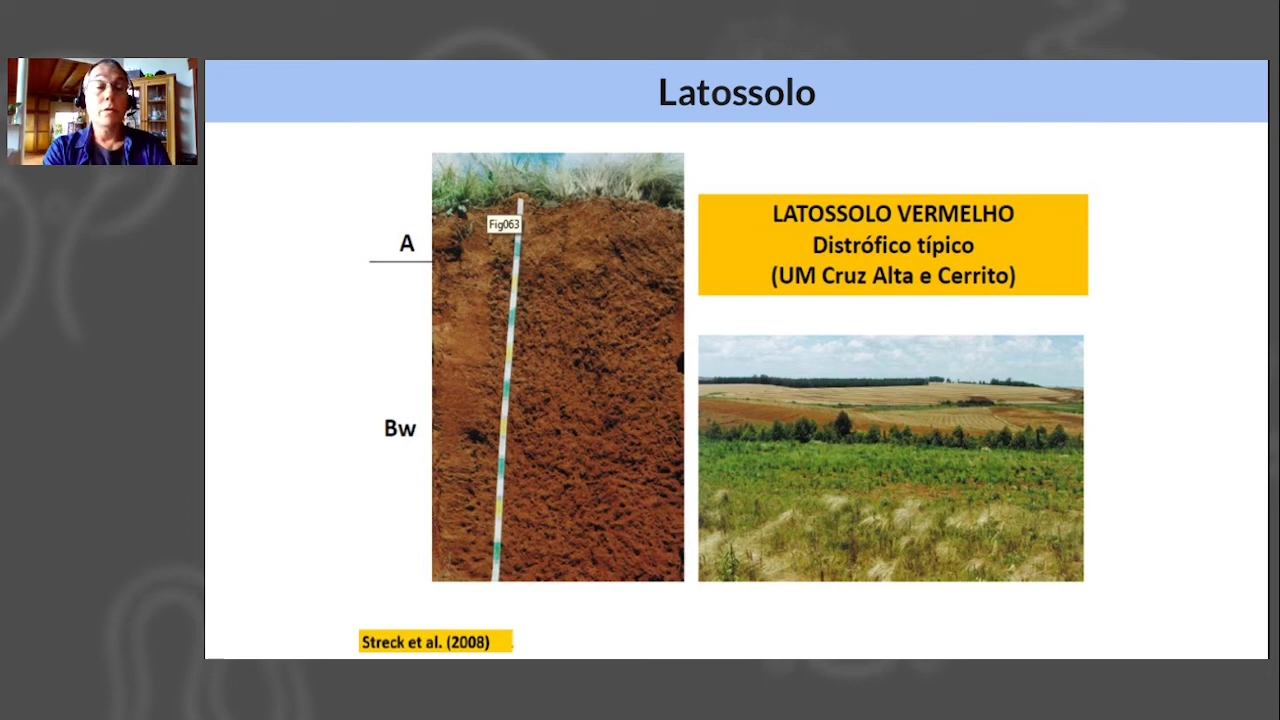 Latossolo
Fig063
A
Bw
LATOSSOLO VERMELHO
Distrófico típico
(UM Cruz Alta e Cerrito)
Streck et al. (2008)